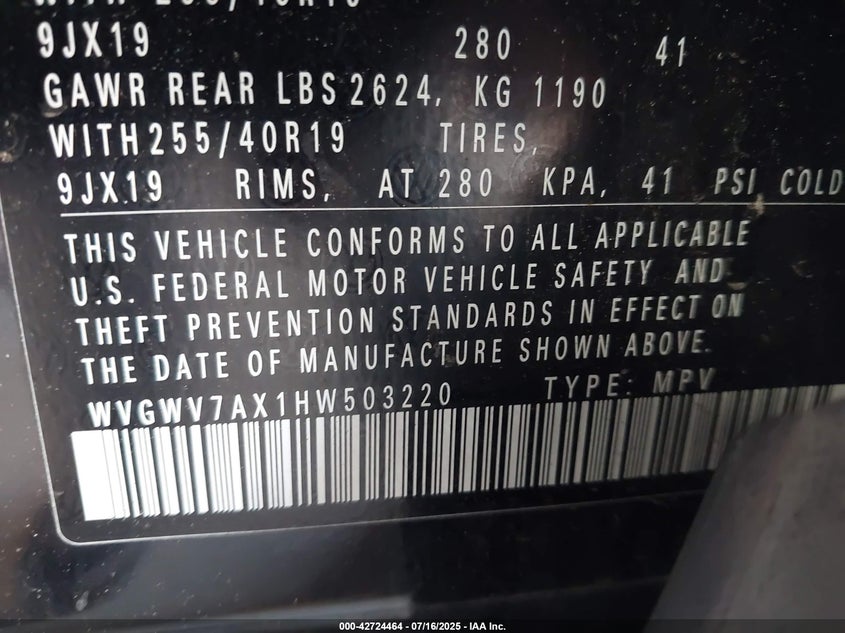 9JX19 280 41
GAWR REAR LBS 2624, KG 1190
WITH 255/40R19 TIRES,
9JX19 RIMS, AT 280 KPA, 41 PSI COLD
THIS VEHICLE CONFORMS TO ALL APPLICABLE
U.S. FEDERAL MOTOR VEHICLE SAFETY AND
THEFT PREVENTION STANDARDS IN EFFECT ON
THE DATE OF MANUFACTURE SHOWN ABOVE.
WVGWV7AX1HW503220 TYPE: MPV
000-42724464 - 07/16/2025 - IAA Inc.